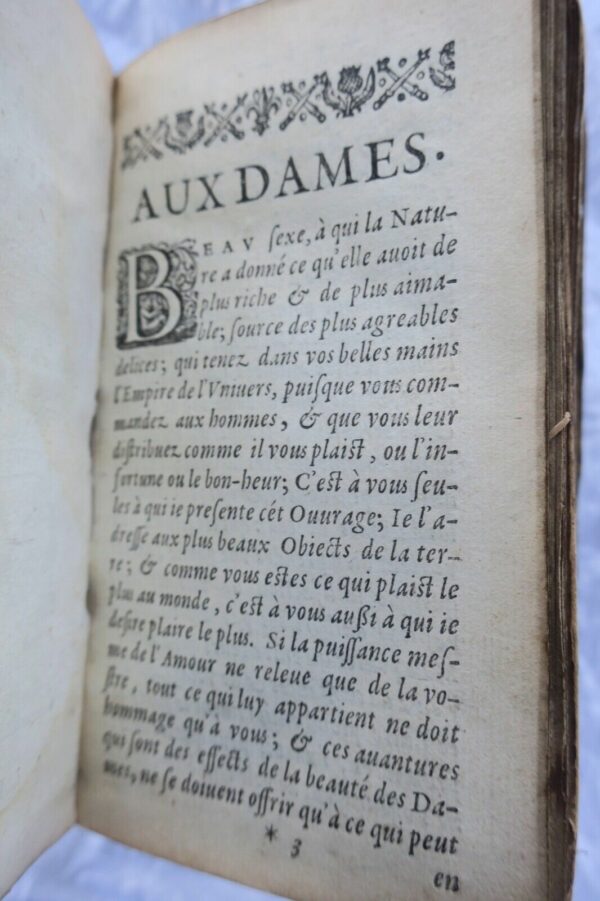 AUX DAMES.
BEAV ſexe, à qui la Natu-
re a donné ce qu'elle auoit de
plus riche & de plus aima-
ble; ſource des plus agreables
delices; qui tenez dans vos belles mains
l'Empire de l'Vniuers, puiſque vous com-
mandez aux hommes, & que vous leur
diſtribuez comme il vous plaiſt, ou l'in-
fortune ou le bon-heur; C'eſt à vous ſeu-
les à qui ie preſente cét Ouurage; Ie l'a-
dreſſe aux plus beaux Obiects de la ter-
re; & comme vous eſtes ce qui plaiſt le
plus au monde, c'eſt à vous auſſi à qui ie
deſire plaire le plus. Si la puiſſance meſ-
me de l'Amour ne releue que de la vo-
ſtre, tout ce qui luy appartient ne doit
hommage qu'à vous; & ces auantures
qui ſont des effects de la beauté des Da-
mes, ne ſe doiuent offrir qu'à ce qui peut
* 3
en